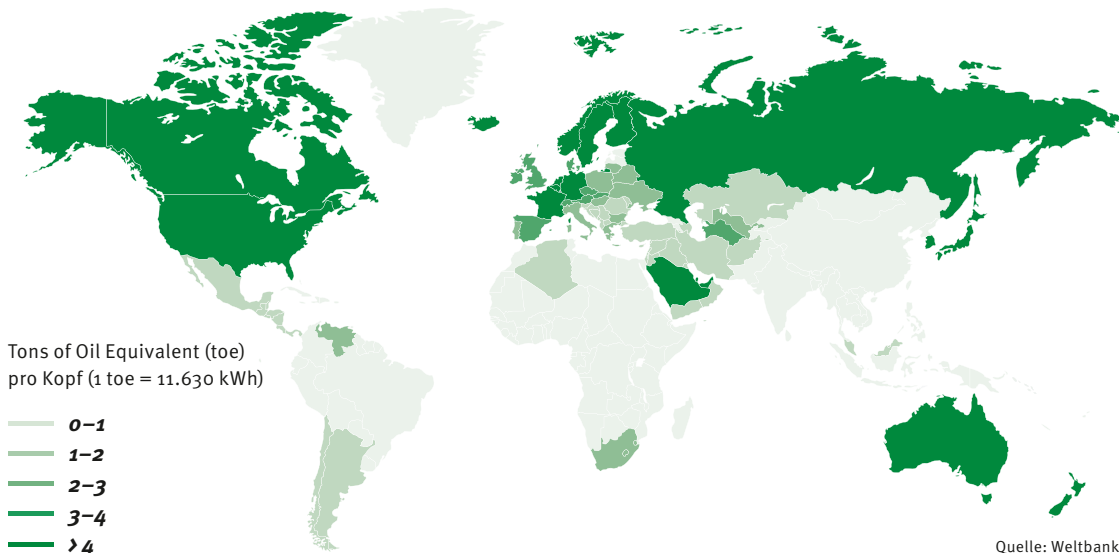 Tons of Oil Equivalent (toe)
pro Kopf (1 toe = 11.630 kWh)
0–1
1–2
2–3
3–4
>4
Quelle: Weltbank